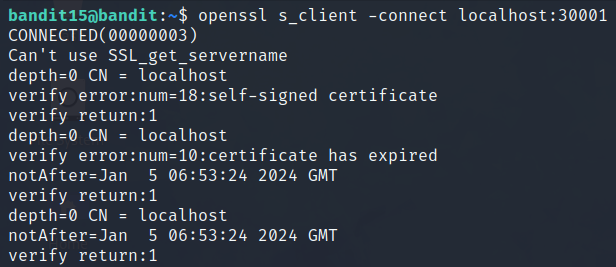 bandit15@bandit:~$ openssl s_client -connect localhost:30001
CONNECTED(00000003)
Can't use SSL_get_servername
depth=0 CN = localhost
verify error:num=18:self-signed certificate
verify return:1
depth=0 CN = localhost
verify error:num=10:certificate has expired
notAfter=Jan  5 06:53:24 2024 GMT
verify return:1
depth=0 CN = localhost
notAfter=Jan  5 06:53:24 2024 GMT
verify return:1